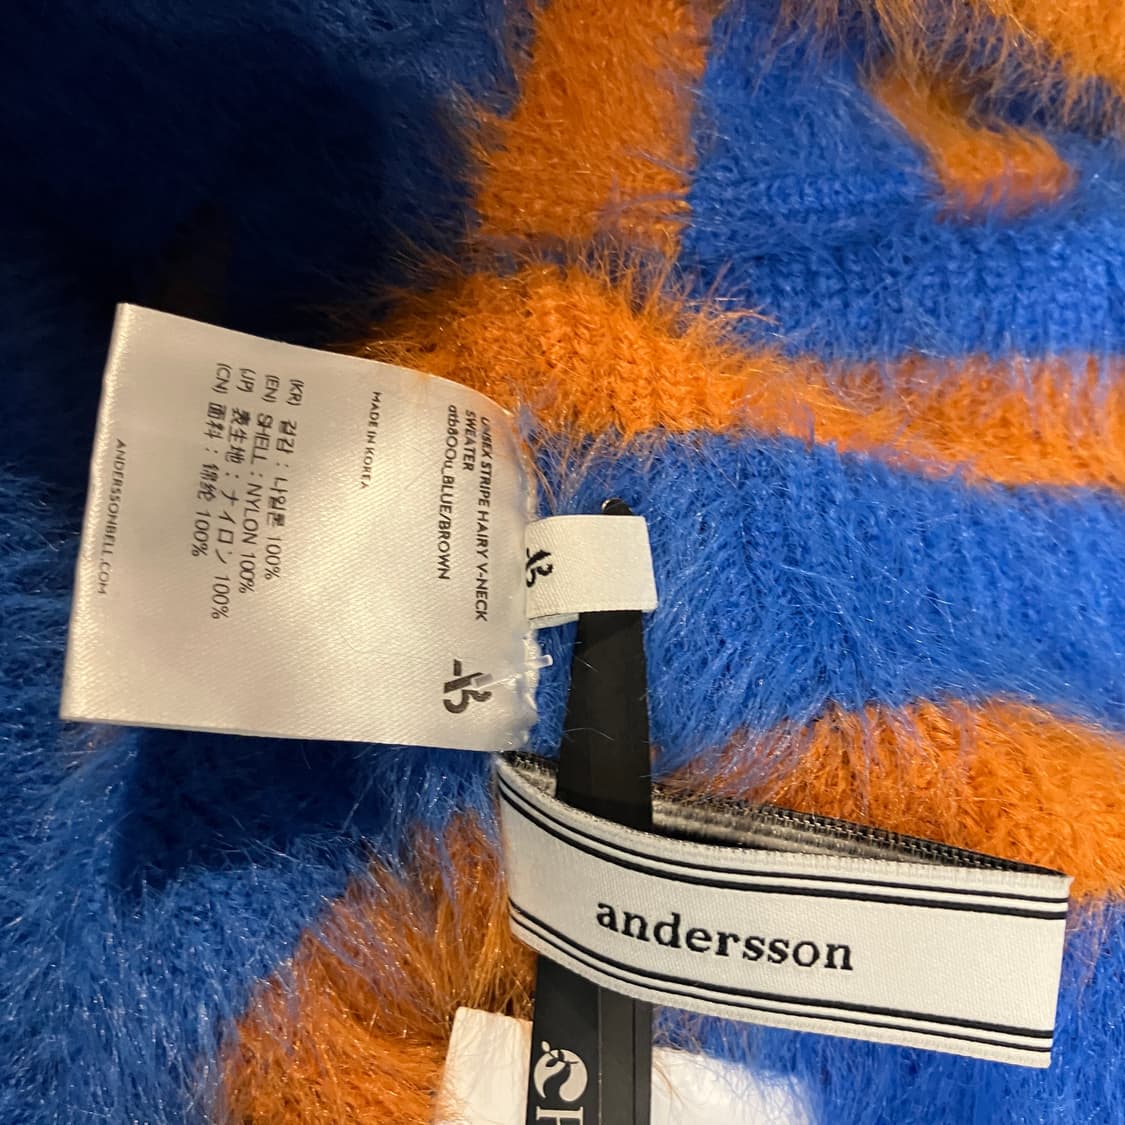 UNISEX STRIPE HAIRY V-NECK
SWEATER
atb800u_BLUE/BROWN
MADE IN KOREA
(KR) 겉감 : 나일론 100%
(EN) SHELL : NYLON 100%
(JP) 表生地 : ナイロン 100%
(CN) 面料 : 锦纶 100%
ANDERSSONBELL.COM
andersson